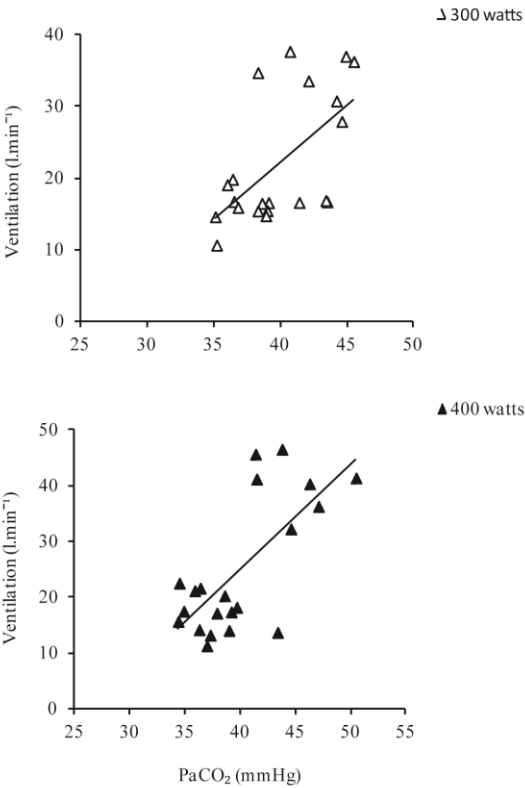 △ 300 watts
40
30
20
10
0
Ventilation (l.min⁻¹)
25 30 35 40 45 50
▲ 400 watts
50
40
30
20
10
0
Ventilation (l.min⁻¹)
25 30 35 40 45 50 55
PaCO₂ (mmHg)